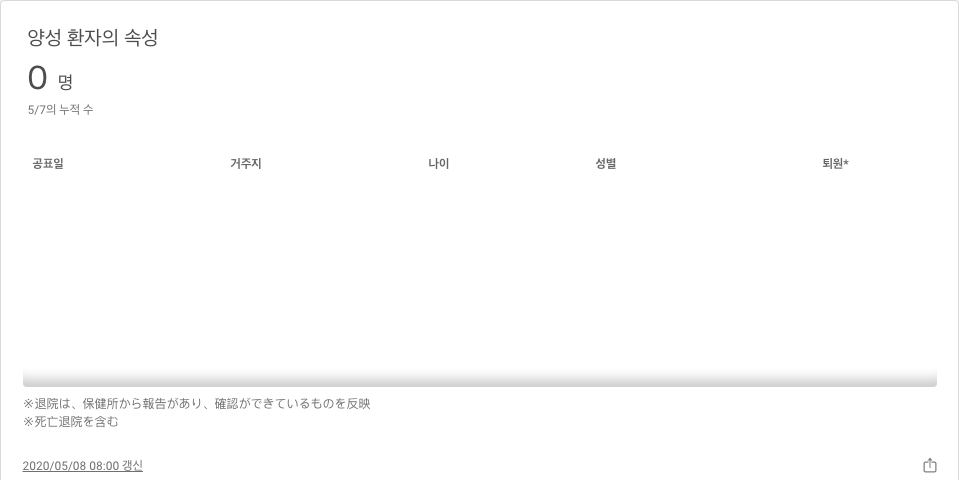 양성 환자의 속성
0 명
5/7의 누적 수
공표일 거주지 나이 성별 퇴원*
※退院は、保健所から報告があり、確認ができているものを反映
※死亡退院を含む
2020/05/08 08:00 갱신